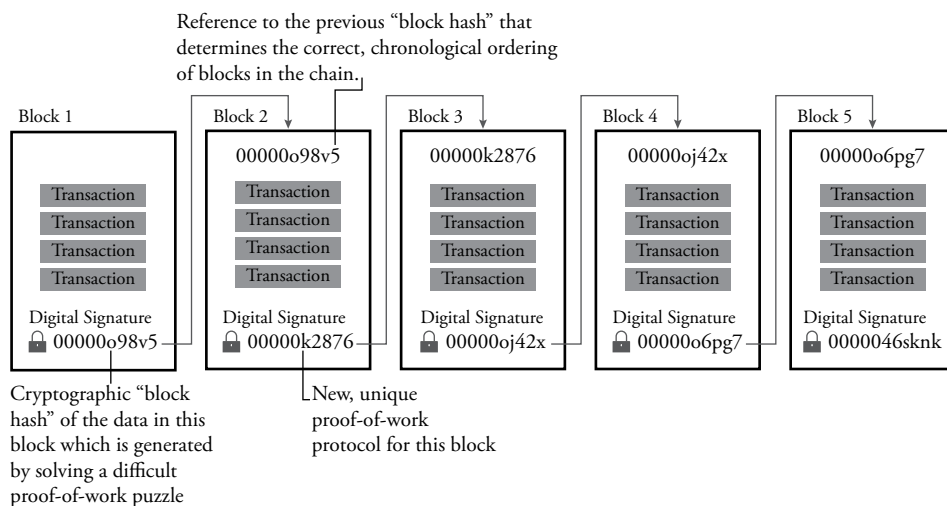 Reference to the previous “block hash” that
determines the correct, chronological ordering
of blocks in the chain.
Block 1
Transaction
Transaction
Transaction
Transaction
Digital Signature
00000o98v5
Block 2
00000o98v5
Transaction
Transaction
Transaction
Transaction
Digital Signature
00000k2876
Block 3
00000k2876
Transaction
Transaction
Transaction
Transaction
Digital Signature
00000oj42x
Block 4
00000oj42x
Transaction
Transaction
Transaction
Transaction
Digital Signature
00000o6pg7
Block 5
00000o6pg7
Transaction
Transaction
Transaction
Transaction
Digital Signature
0000046sknk
Cryptographic “block
hash” of the data in this
block which is generated
by solving a difficult
proof-of-work puzzle
New, unique
proof-of-work
protocol for this block